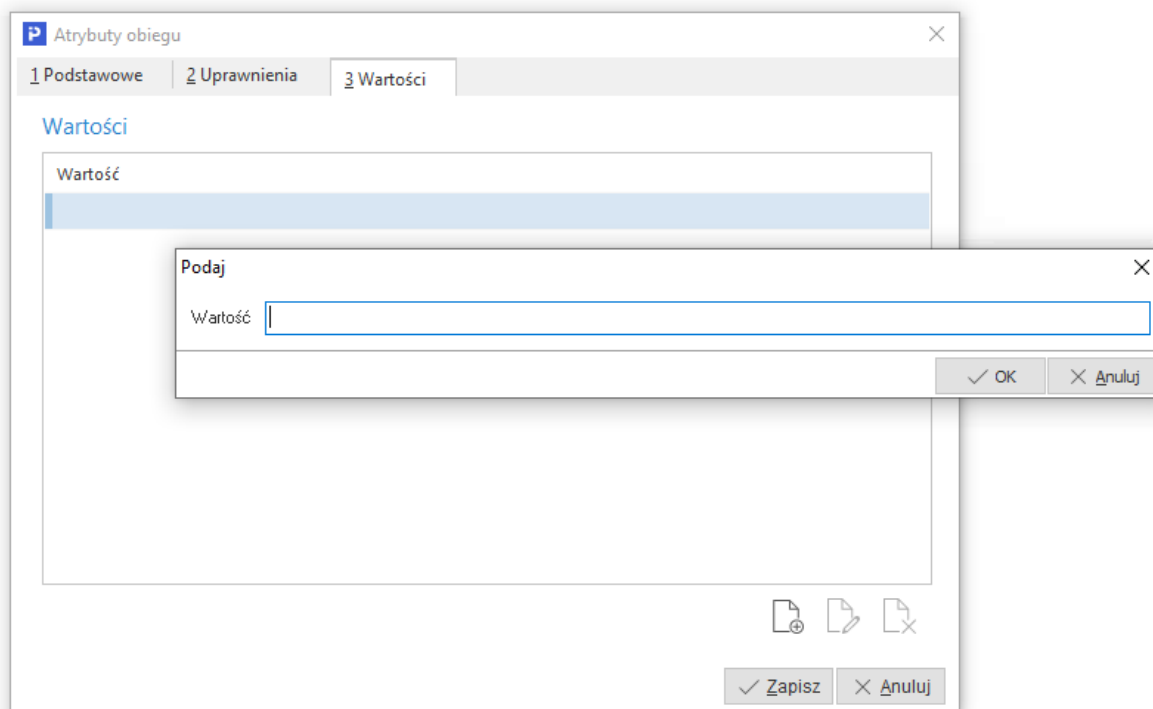 Atrybuty obiegu
1 Podstawowe 2 Uprawnienia 3 Wartości
Wartości
Wartość
Podaj
Wartość
OK Anuluj
Zapisz Anuluj